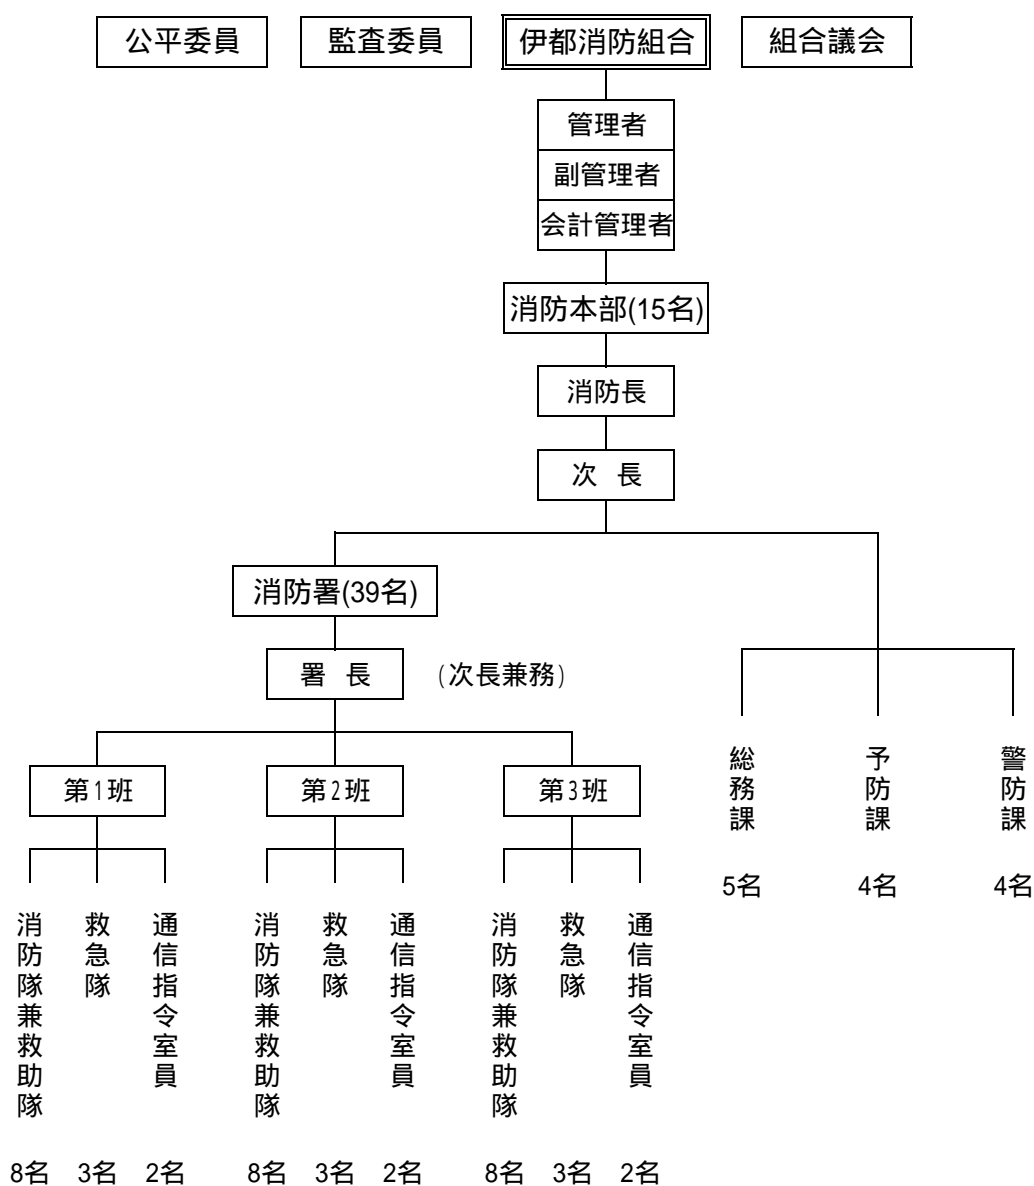 公平委員
監査委員
伊都消防組合
組合議会
管理者
副管理者
会計管理者
消防本部(15名)
消防長
次 長
消防署(39名)
署 長
(次長兼務)
第1班
第2班
第3班
総務課
予防課
警防課
5名
4名
4名
消防隊兼救助隊
救急隊
通信指令室員
消防隊兼救助隊
救急隊
通信指令室員
消防隊兼救助隊
救急隊
通信指令室員
8名
3名
2名
8名
3名
2名
8名
3名
2名